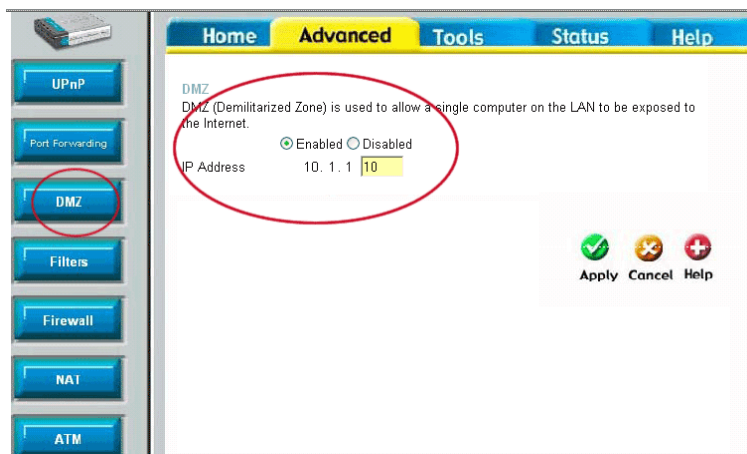 Home Advanced Tools Status Help
UPnP
Port Forwarding
DMZ
Filters
Firewall
NAT
ATM
DMZ
DMZ (Demilitarized Zone) is used to allow a single computer on the LAN to be exposed to
the Internet.
Enabled Disabled
IP Address 10. 1. 1 10
Apply Cancel Help